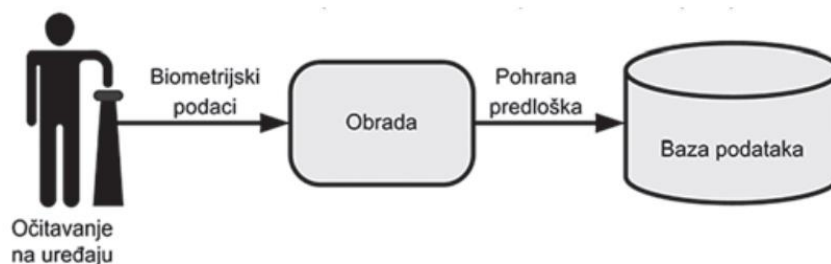 Biometrijski
podaci
Obrada
Pohrana
predloška
Baza podataka
Očitavanje
na uređaju